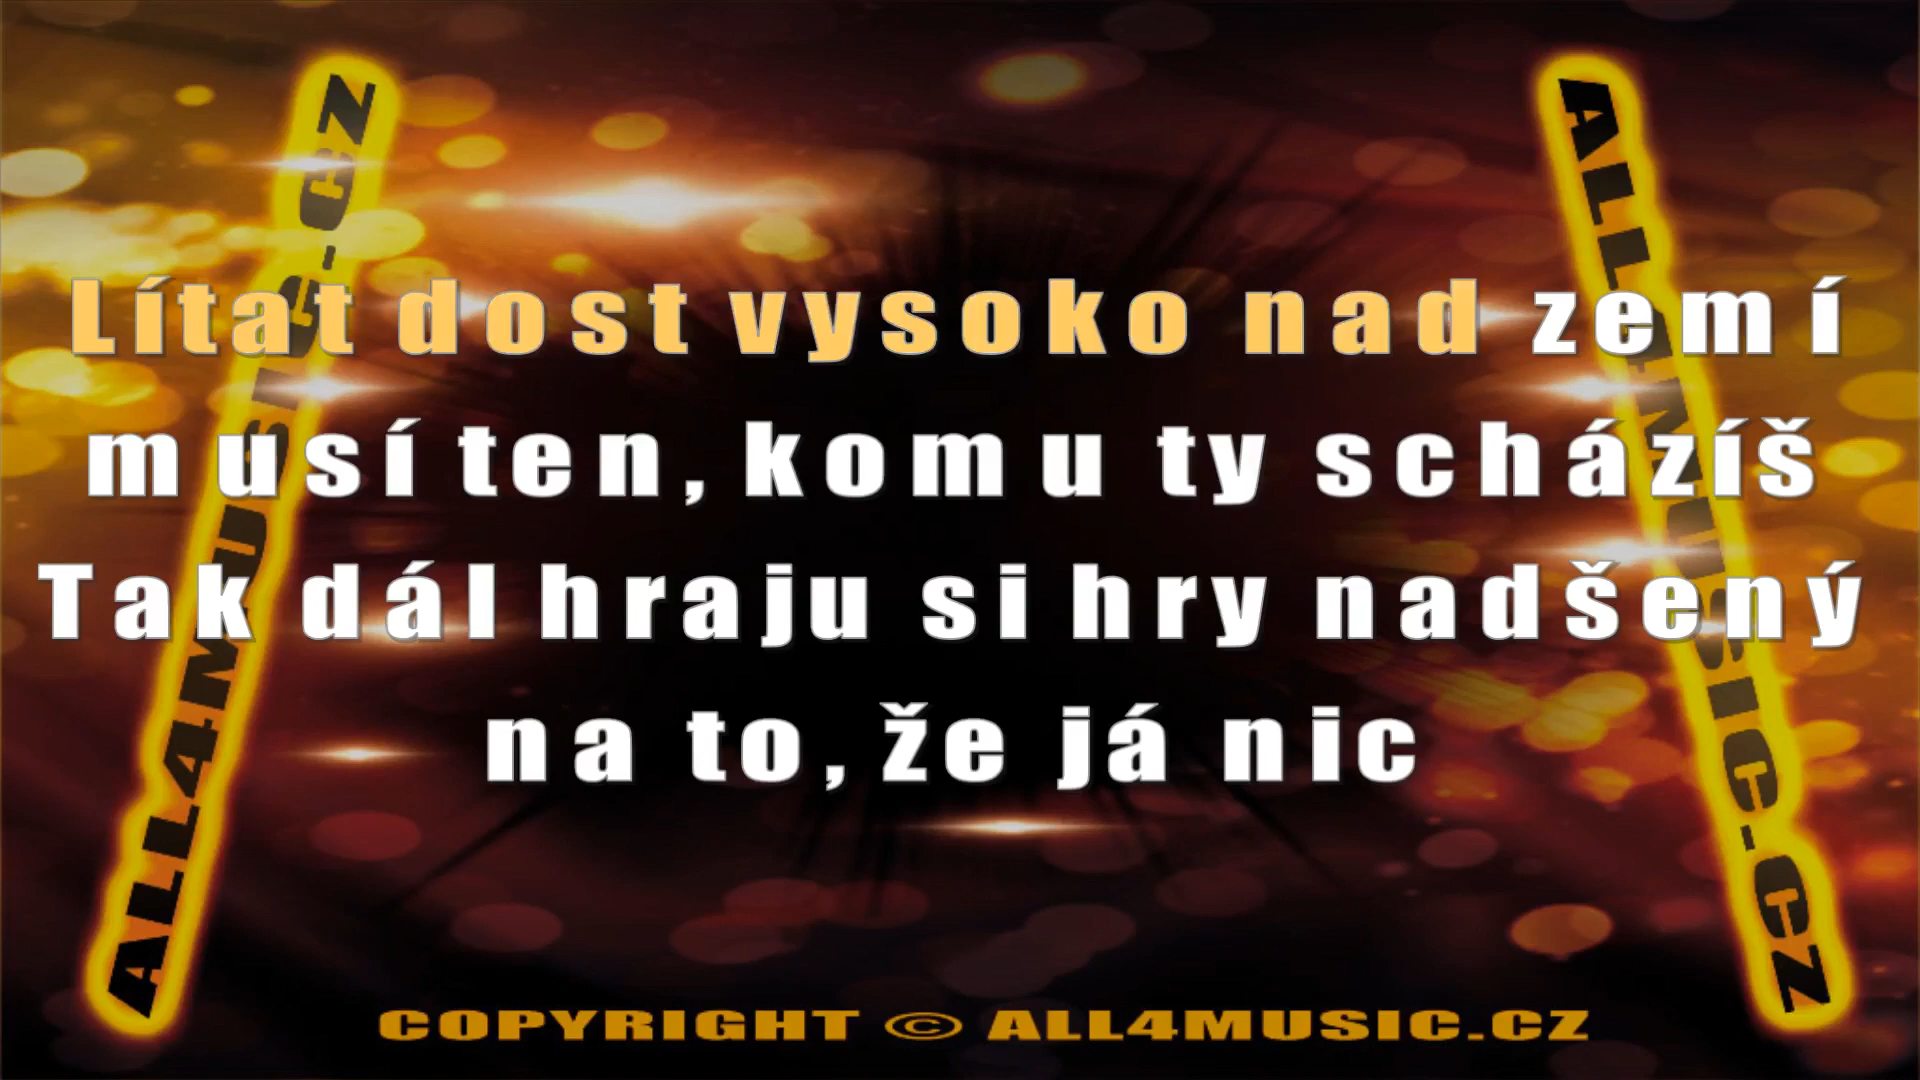 ALL4MUSIC-CZ
ALL4MUSIC-CZ
Lítat dost vysoko nad zemí
musí ten, komu ty scházíš
Tak dál hraju si hry nadšený
na to, že já nic
COPYRIGHT © ALL4MUSIC.CZ